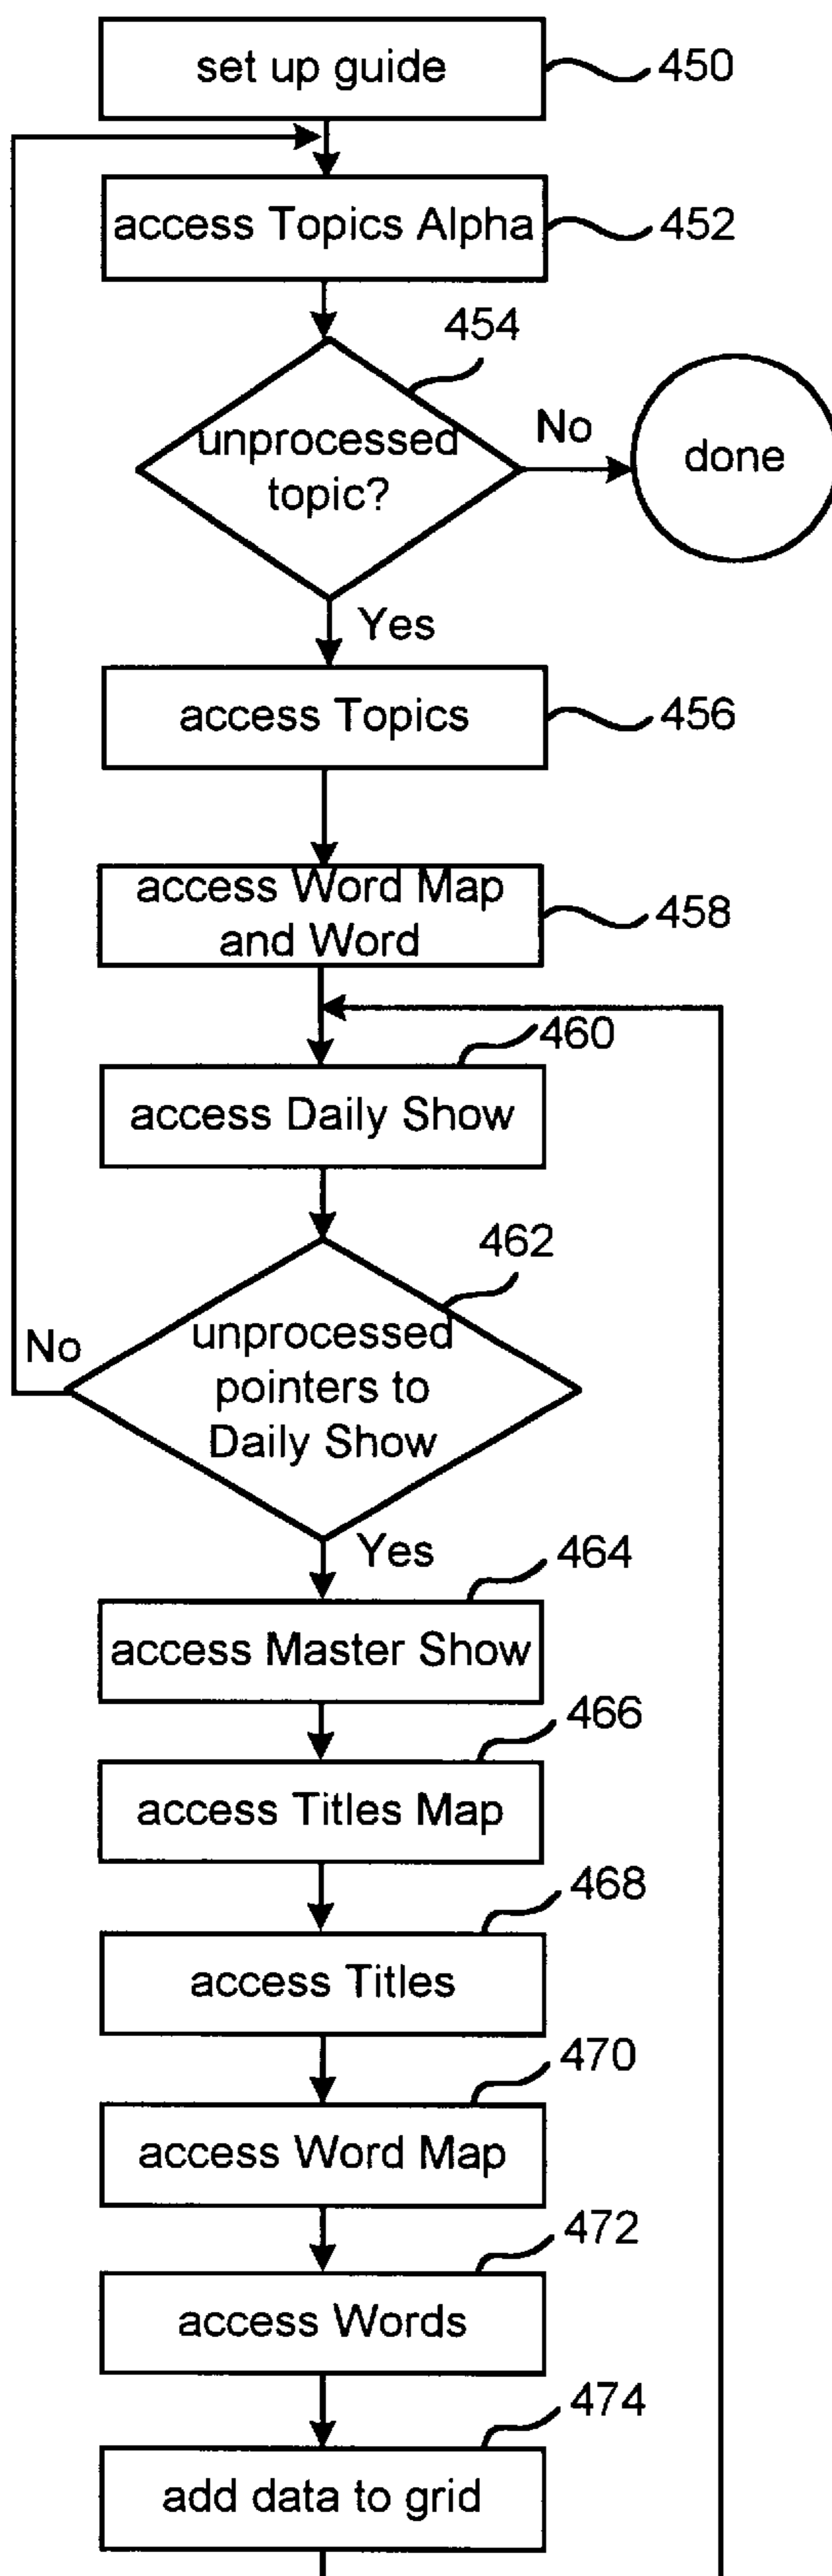 set up guide
450
access Topics Alpha
452
454
unprocessed
topic?
No
done
Yes
access Topics
456
access Word Map
and Word
458
460
access Daily Show
462
unprocessed
pointers to
Daily Show
No
Yes
464
access Master Show
466
access Titles Map
468
access Titles
470
access Word Map
472
access Words
474
add data to grid